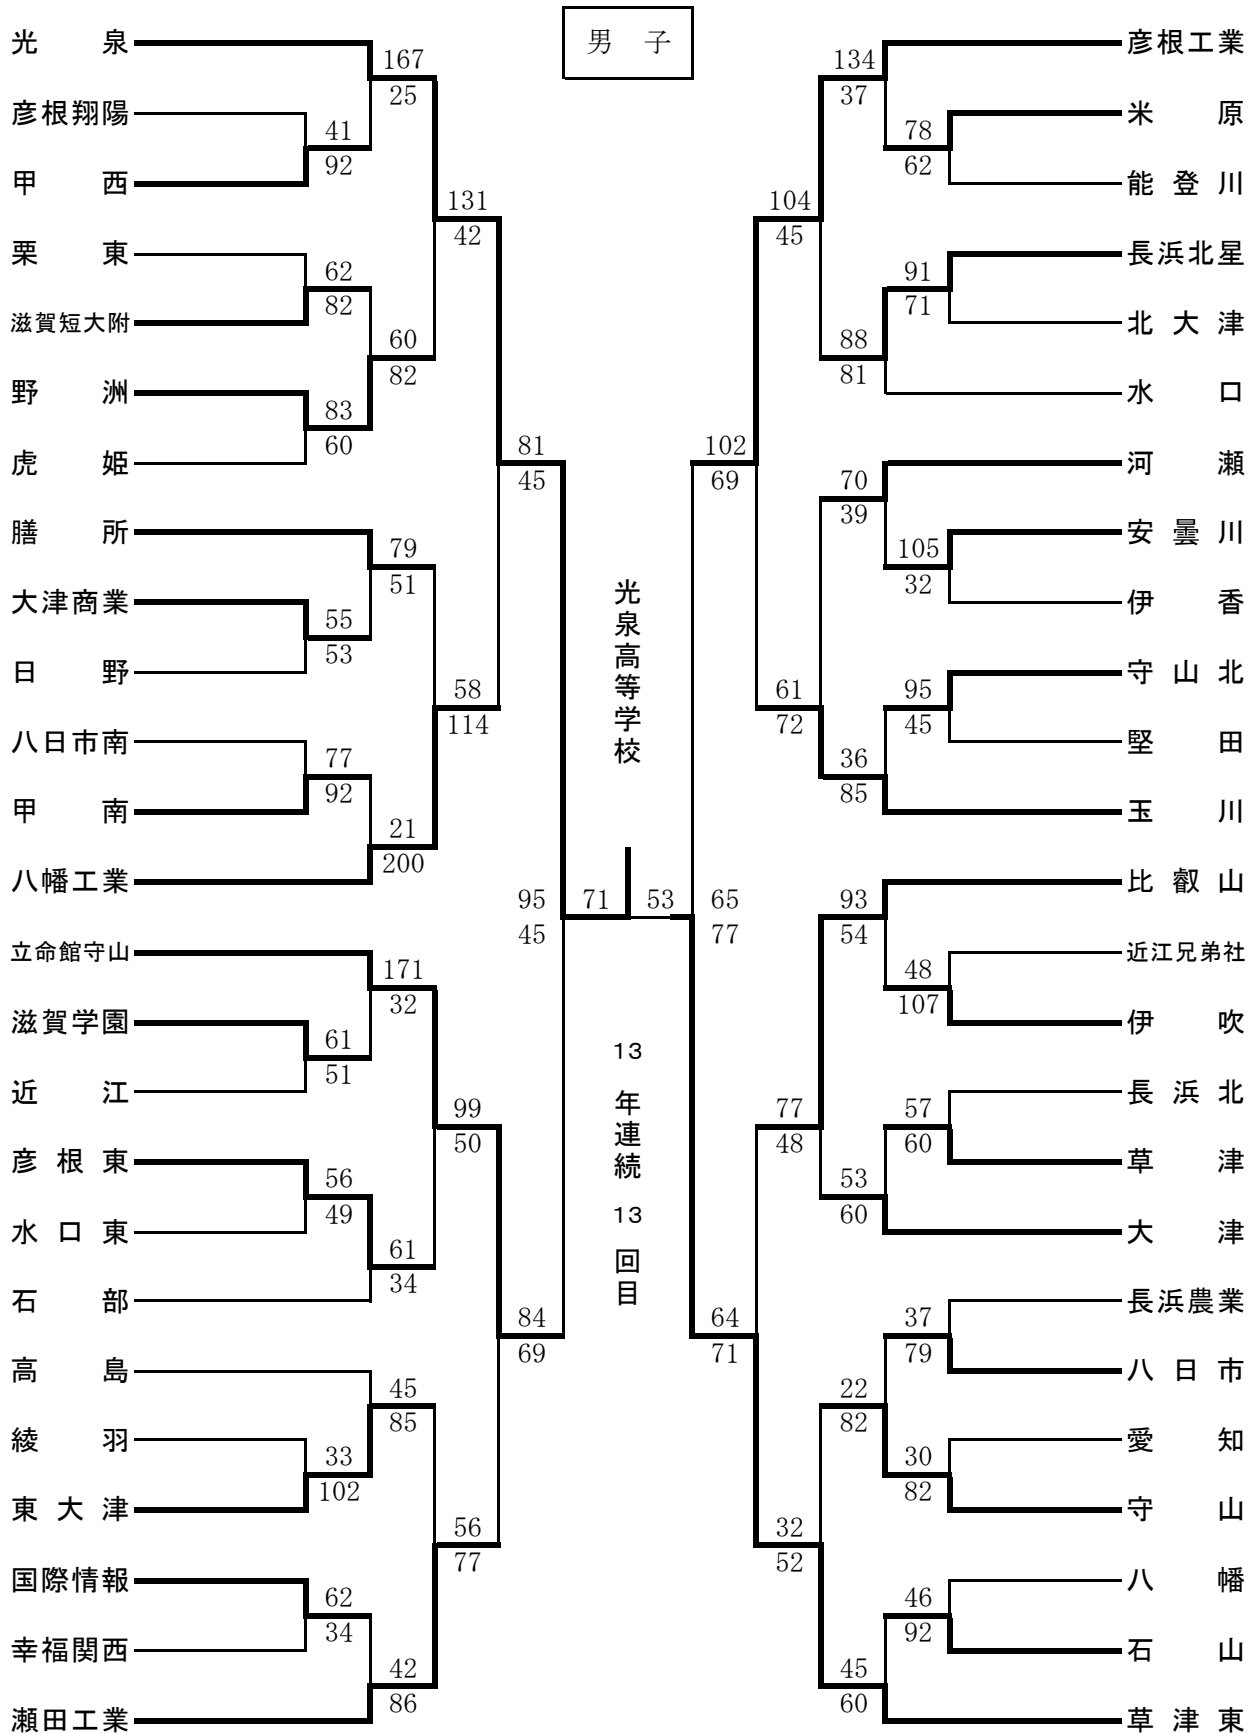 男 子
光 泉
167
25
彦根翔陽
41
92
甲 西
131
42
栗 東
62
82
滋賀短大附
60
82
野 洲
83
60
虎 姫
81
45
膳 所
79
51
大津商業
55
53
日 野
58
114
八日市南
77
92
甲 南
21
200
八幡工業
95
45
立命館守山
171
32
滋賀学園
61
51
近 江
99
50
彦根東
56
49
水口東
61
34
石 部
84
69
高 島
45
85
綾 羽
33
102
東大津
56
77
国際情報
62
34
幸福関西
42
86
瀬田工業
光泉高等学校
71 53
13
年連続
13
回目
彦根工業
134
37
米 原
78
62
能登川
104
45
長浜北星
91
71
北大津
88
81
水 口
102
69
河 瀬
70
39
安曇川
105
32
伊 香
守山北
95
45
61
72
堅 田
36
85
玉 川
比叡山
93
54
65
77
近江兄弟社
48
107
伊 吹
長浜北
57
60
77
48
草 津
53
60
大 津
長浜農業
37
79
64
71
八日市
22
82
愛 知
30
82
守 山
32
52
八 幡
46
92
石 山
45
60
草津東